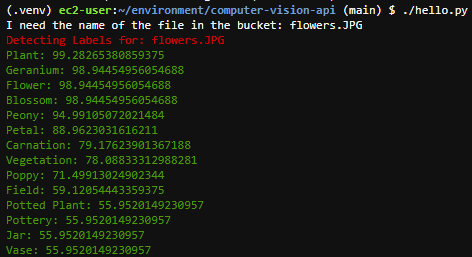 (.venv) ec2-user:~/environment/computer-vision-api (main) $ ./hello.py
I need the name of the file in the bucket: flowers.JPG
Detecting Labels for: flowers.JPG
Plant: 99.28265380859375
Geranium: 98.94454956054688
Flower: 98.94454956054688
Blossom: 98.94454956054688
Peony: 94.99105072021484
Petal: 88.9623031616211
Carnation: 79.17623901367188
Vegetation: 78.08833312988281
Poppy: 71.49913024902344
Field: 59.12054443359375
Potted Plant: 55.9520149230957
Pottery: 55.9520149230957
Jar: 55.9520149230957
Vase: 55.9520149230957